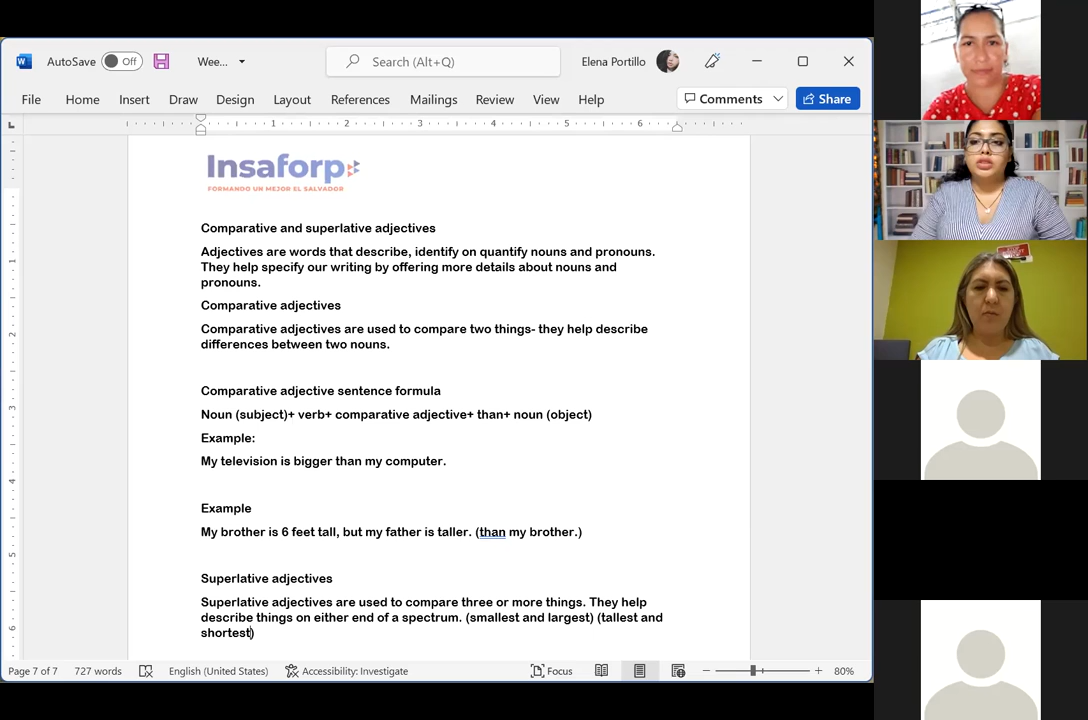 AutoSave Off Wee... Search (Alt+Q) Elena Portillo
File Home Insert Draw Design Layout References Mailings Review View Help Comments Share
1 2 3 4 5 6
Insaforp
FORMANDO UN MEJOR EL SALVADOR
Comparative and superlative adjectives
Adjectives are words that describe, identify on quantify nouns and pronouns.
They help specify our writing by offering more details about nouns and
pronouns.
Comparative adjectives
Comparative adjectives are used to compare two things- they help describe
differences between two nouns.
Comparative adjective sentence formula
Noun (subject)+ verb+ comparative adjective+ than+ noun (object)
Example:
My television is bigger than my computer.
Example
My brother is 6 feet tall, but my father is taller. (than my brother.)
Superlative adjectives
Superlative adjectives are used to compare three or more things. They help
describe things on either end of a spectrum. (smallest and largest) (tallest and
shortest)
Page 7 of 7 727 words English (United States) Accessibility: Investigate Focus 80%